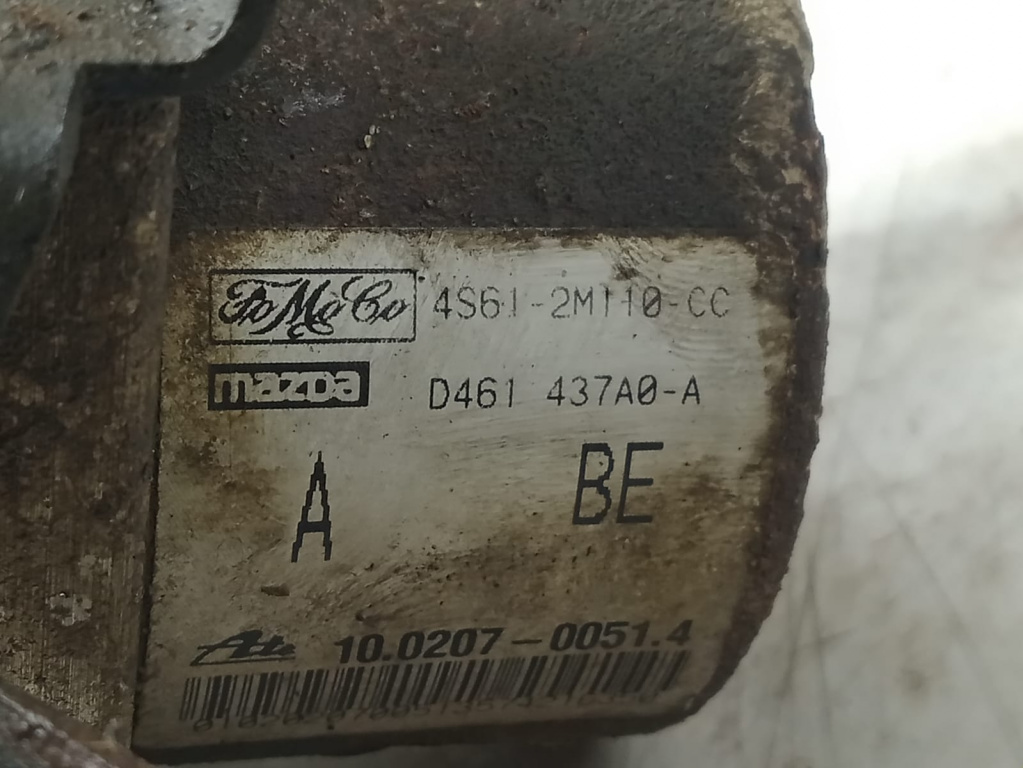 FoMoCo 4S61-2M110-CC
mazda D461 437A0-A
A BE
Ate 10.0207-0051.4